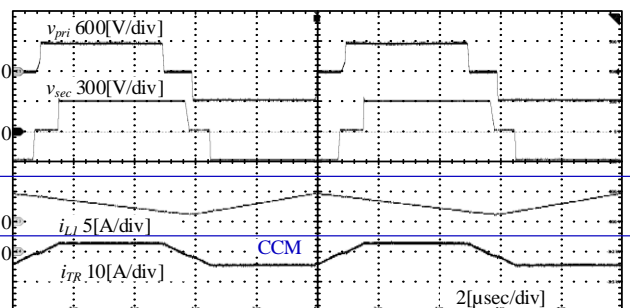 v_pri 600[V/div]
0
v_sec 300[V/div]
0
0
i_L1 5[A/div]
0
CCM
i_TR 10[A/div]
2[μsec/div]